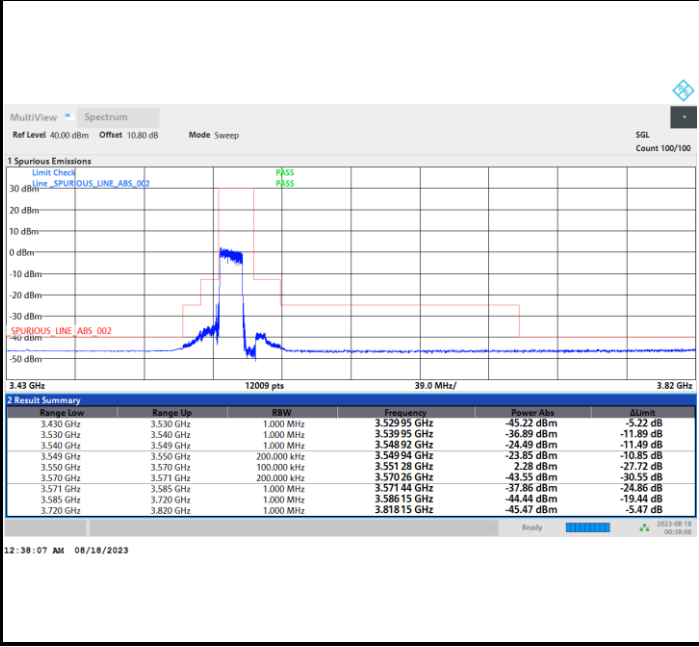 MultiView Spectrum
Ref Level 40.00 dBm Offset 10.80 dB Mode Sweep SGL
Count 100/100
1 Spurious Emissions
Limit Check PASS
Line _SPURIOUS_LINE_ABS_002 PASS
30 dBm
20 dBm
10 dBm
0 dBm
-10 dBm
-20 dBm
-30 dBm
_SPURIOUS_LINE_ABS_002
-40 dBm
-50 dBm
3.43 GHz 12009 pts 39.0 MHz/ 3.82 GHz
2 Result Summary
Range Low Range Up RBW Frequency Power Abs ΔLimit
3.430 GHz 3.530 GHz 1.000 MHz 3.529 95 GHz -45.22 dBm -5.22 dB
3.530 GHz 3.540 GHz 1.000 MHz 3.539 95 GHz -36.89 dBm -11.89 dB
3.540 GHz 3.549 GHz 1.000 MHz 3.548 92 GHz -24.49 dBm -11.49 dB
3.549 GHz 3.550 GHz 200.000 kHz 3.549 94 GHz -23.85 dBm -10.85 dB
3.550 GHz 3.570 GHz 100.000 kHz 3.551 28 GHz 2.28 dBm -27.72 dB
3.570 GHz 3.571 GHz 200.000 kHz 3.570 26 GHz -43.55 dBm -30.55 dB
3.571 GHz 3.585 GHz 1.000 MHz 3.571 44 GHz -37.86 dBm -24.86 dB
3.585 GHz 3.720 GHz 1.000 MHz 3.586 15 GHz -44.44 dBm -19.44 dB
3.720 GHz 3.820 GHz 1.000 MHz 3.818 15 GHz -45.47 dBm -5.47 dB
Ready 2023-08-18
00:38:06
12:38:07 AM 08/18/2023